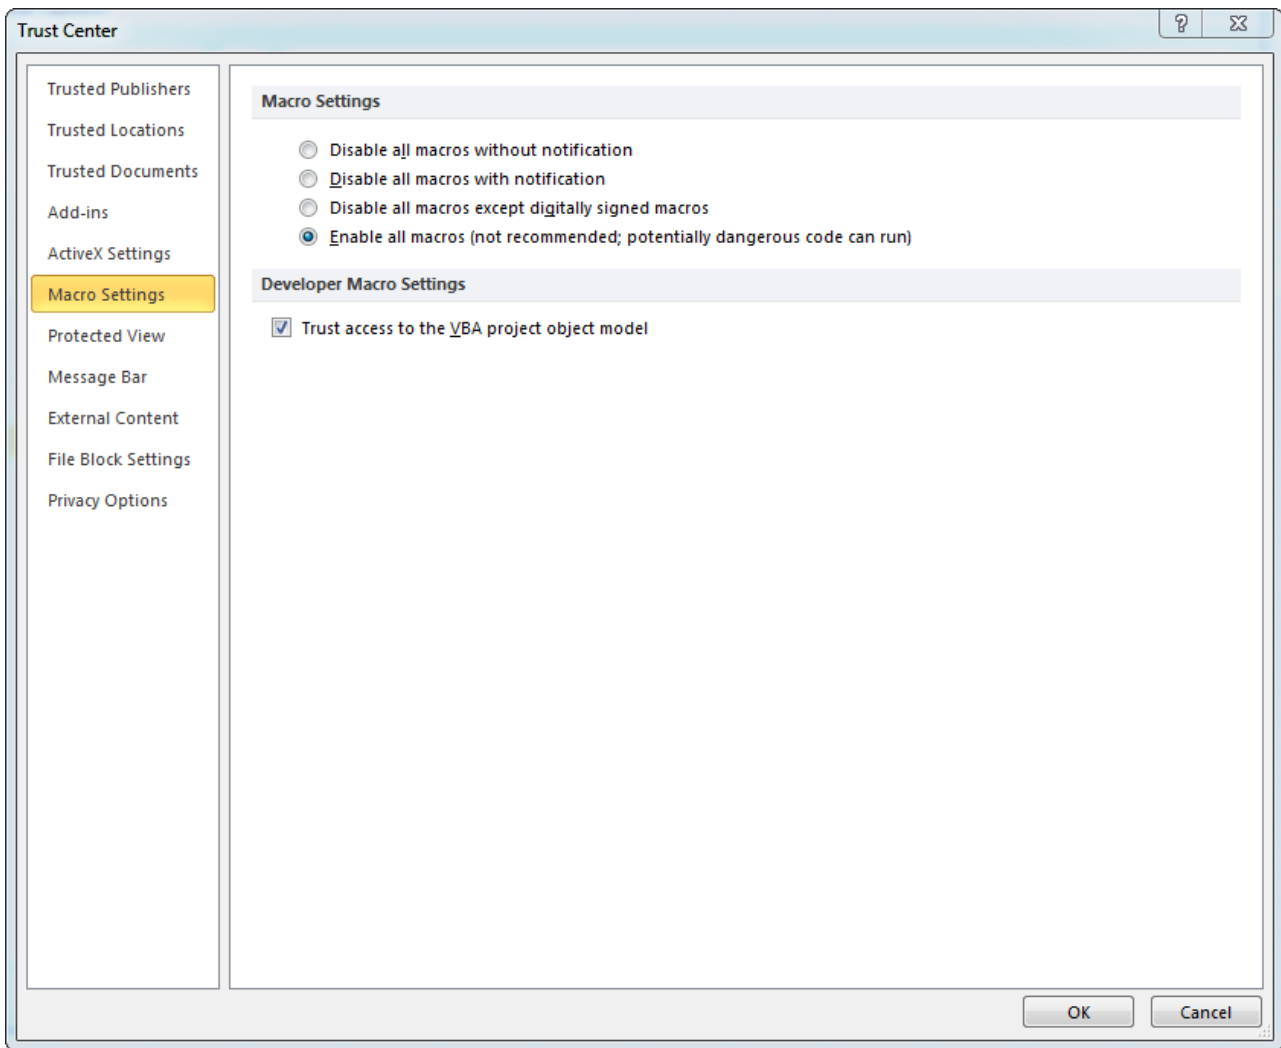 Trust Center
Trusted Publishers
Trusted Locations
Trusted Documents
Add-ins
ActiveX Settings
Macro Settings
Protected View
Message Bar
External Content
File Block Settings
Privacy Options
Macro Settings
Disable all macros without notification
Disable all macros with notification
Disable all macros except digitally signed macros
Enable all macros (not recommended; potentially dangerous code can run)
Developer Macro Settings
Trust access to the VBA project object model
OK
Cancel